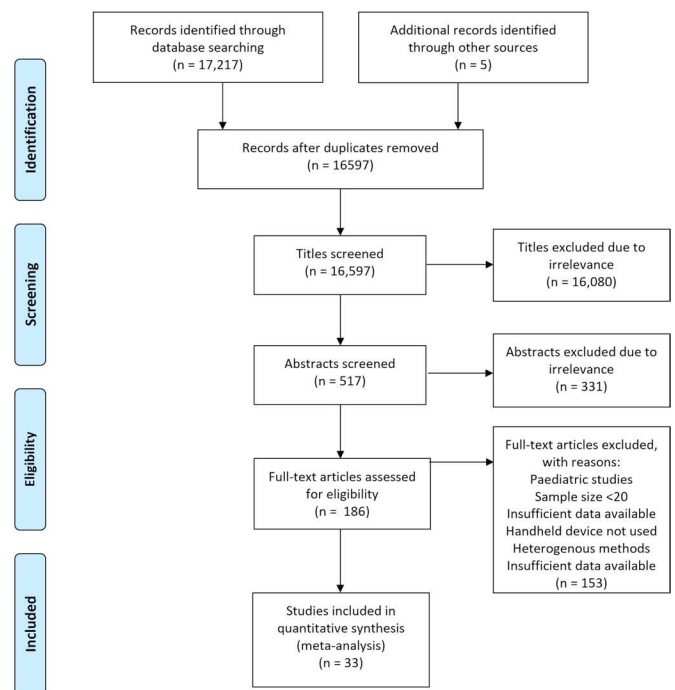 Records identified through
database searching
(n = 17,217)
Additional records identified
through other sources
(n = 5)
Identification
Records after duplicates removed
(n = 16597)
Screening
Titles screened
(n = 16,597)
Titles excluded due to
irrelevance
(n = 16,080)
Abstracts screened
(n = 517)
Abstracts excluded due to
irrelevance
(n = 331)
Eligibility
Full-text articles assessed
for eligibility
(n = 186)
Full-text articles excluded,
with reasons:
Paediatric studies
Sample size <20
Insufficient data available
Handheld device not used
Heterogenous methods
Insufficient data available
(n = 153)
Included
Studies included in
quantitative synthesis
(meta-analysis)
(n = 33)